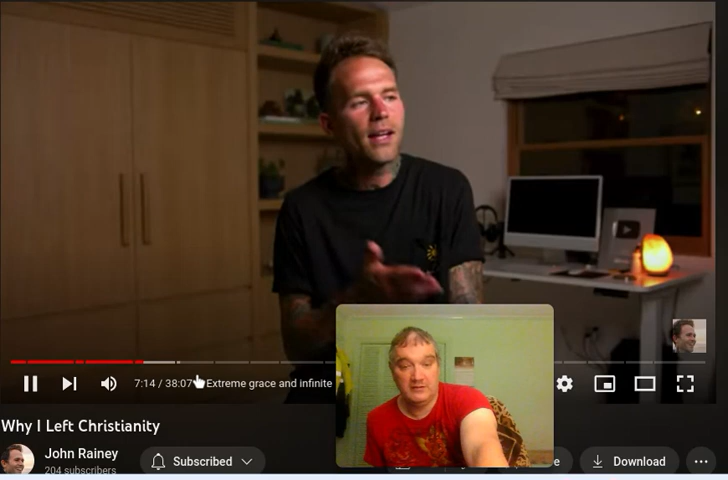 7:14 / 38:07 Extreme grace and infinite
Why I Left Christianity
John Rainey
204 subscribers
Subscribed
Download